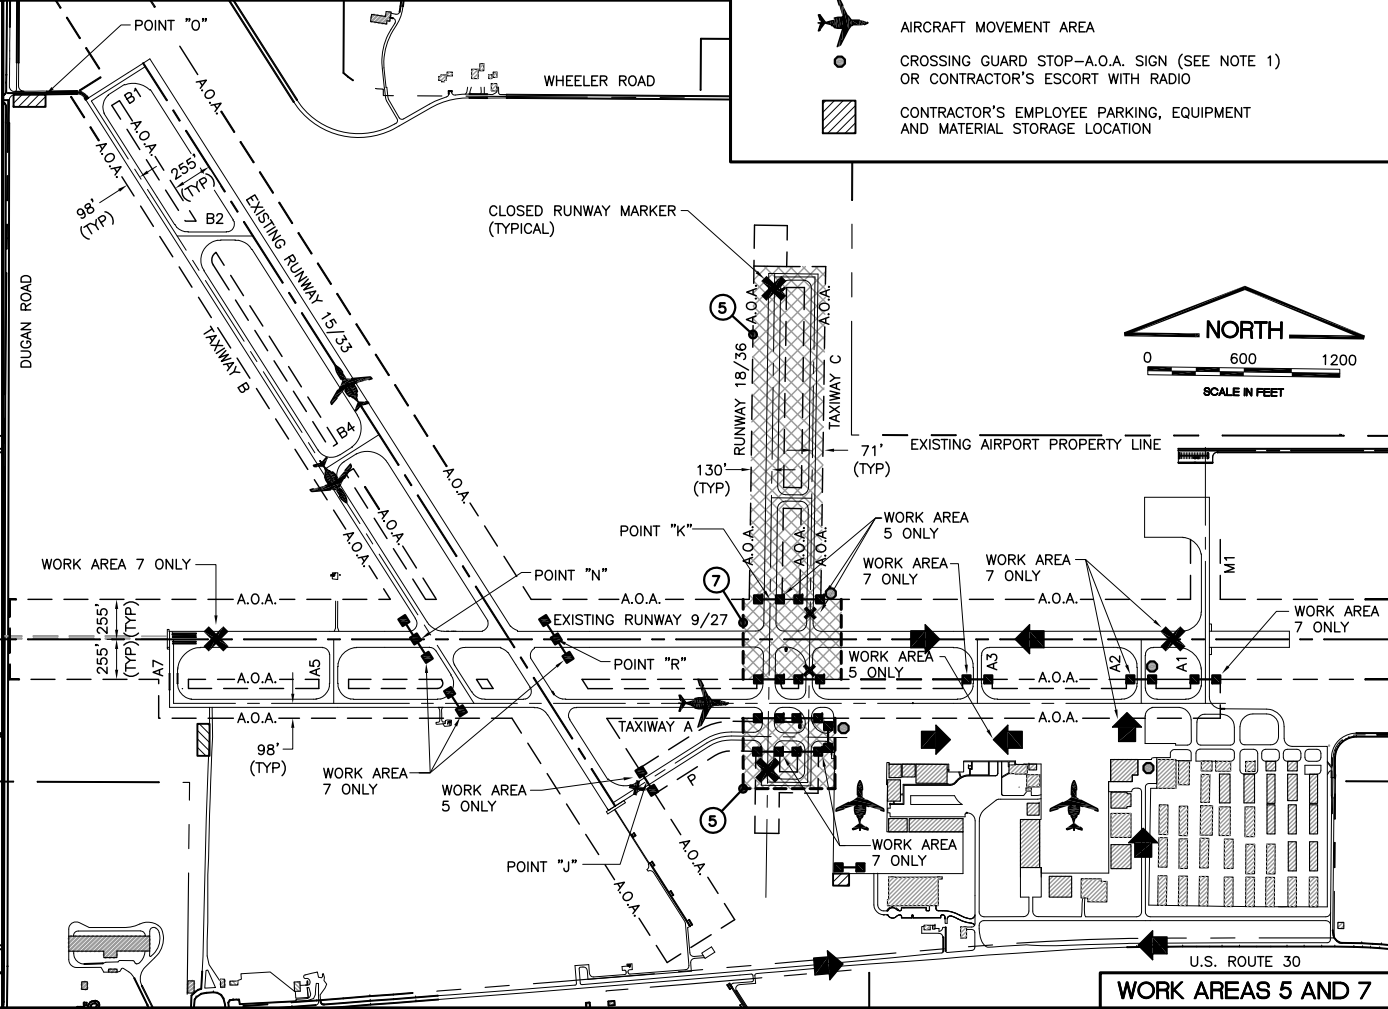 POINT "O"
AIRCRAFT MOVEMENT AREA
CROSSING GUARD STOP-A.O.A. SIGN (SEE NOTE 1)
OR CONTRACTOR'S ESCORT WITH RADIO
CONTRACTOR'S EMPLOYEE PARKING, EQUIPMENT
AND MATERIAL STORAGE LOCATION
WHEELER ROAD
A.O.A.
B1
A.O.A.
A.O.A.
255'
(TYP)
98'
(TYP)
B2
EXISTING RUNWAY 15/33
CLOSED RUNWAY MARKER
(TYPICAL)
DUGAN ROAD
TAXIWAY B
B4
5
A.O.A.
A.O.A.
RUNWAY 18/36
TAXIWAY C
NORTH
0 600 1200
SCALE IN FEET
EXISTING AIRPORT PROPERTY LINE
71'
(TYP)
130'
(TYP)
A.O.A.
A.O.A.
A.O.A.
POINT "K"
A.O.A.
A.O.A.
A.O.A.
WORK AREA
5 ONLY
WORK AREA
7 ONLY
WORK AREA
7 ONLY
M1
WORK AREA 7 ONLY
POINT "N"
7
A.O.A.
A.O.A.
A.O.A.
255'
(TYP)
255'
(TYP)
EXISTING RUNWAY 9/27
WORK AREA
7 ONLY
A7
A5
A.O.A.
A.O.A.
POINT "R"
WORK AREA
5 ONLY
A3
A2
A1
A.O.A.
A.O.A.
98'
(TYP)
TAXIWAY A
A.O.A.
WORK AREA
7 ONLY
WORK AREA
5 ONLY
P
5
POINT "J"
A.O.A.
A.O.A.
WORK AREA
7 ONLY
U.S. ROUTE 30
WORK AREAS 5 AND 7